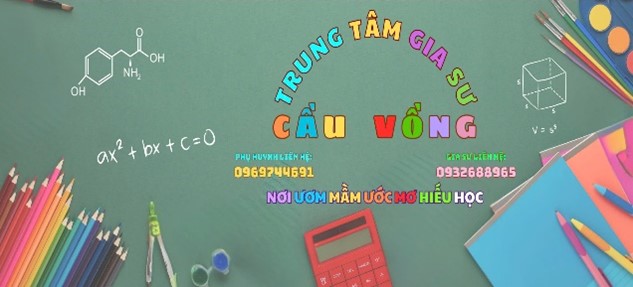 TRUNG TÂM GIA SƯ
CẦU VỒNG
PHỤ HUYNH LIÊN HỆ:
0969744691
GIA SƯ LIÊN HỆ:
0932688965
NƠI ƯƠM MẦM ƯỚC MƠ HIẾU HỌC
O
OH
NH₂
OH
ax² + bx + c = 0
s
s
s
V = s³